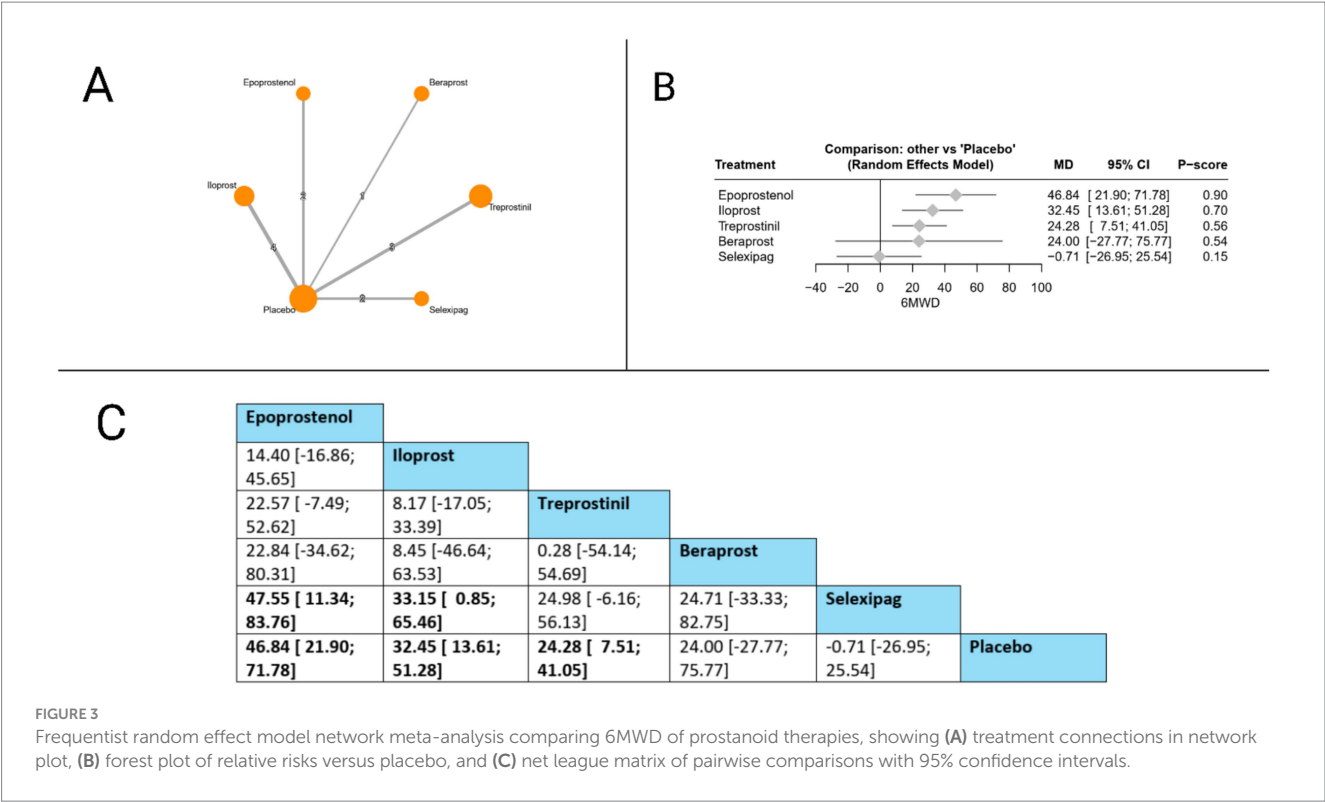 A
Epoprostenol
Beraprost
Iloprost
Treprostinil
Placebo
Selexipag
B
Comparison: other vs 'Placebo'
Treatment (Random Effects Model) MD 95% CI P−score
Epoprostenol 46.84 [ 21.90; 71.78] 0.90
Iloprost 32.45 [ 13.61; 51.28] 0.70
Treprostinil 24.28 [ 7.51; 41.05] 0.56
Beraprost 24.00 [−27.77; 75.77] 0.54
Selexipag −0.71 [−26.95; 25.54] 0.15
−40 −20 0 20 40 60 80 100
6MWD
C
Epoprostenol
14.40 [-16.86; 45.65] Iloprost
22.57 [ -7.49; 52.62] 8.17 [-17.05; 33.39] Treprostinil
22.84 [-34.62; 80.31] 8.45 [-46.64; 63.53] 0.28 [-54.14; 54.69] Beraprost
47.55 [ 11.34; 83.76] 33.15 [ 0.85; 65.46] 24.98 [ -6.16; 56.13] 24.71 [-33.33; 82.75] Selexipag
46.84 [ 21.90; 71.78] 32.45 [ 13.61; 51.28] 24.28 [ 7.51; 41.05] 24.00 [-27.77; 75.77] -0.71 [-26.95; 25.54] Placebo
FIGURE 3
Frequentist random effect model network meta-analysis comparing 6MWD of prostanoid therapies, showing (A) treatment connections in network
plot, (B) forest plot of relative risks versus placebo, and (C) net league matrix of pairwise comparisons with 95% confidence intervals.